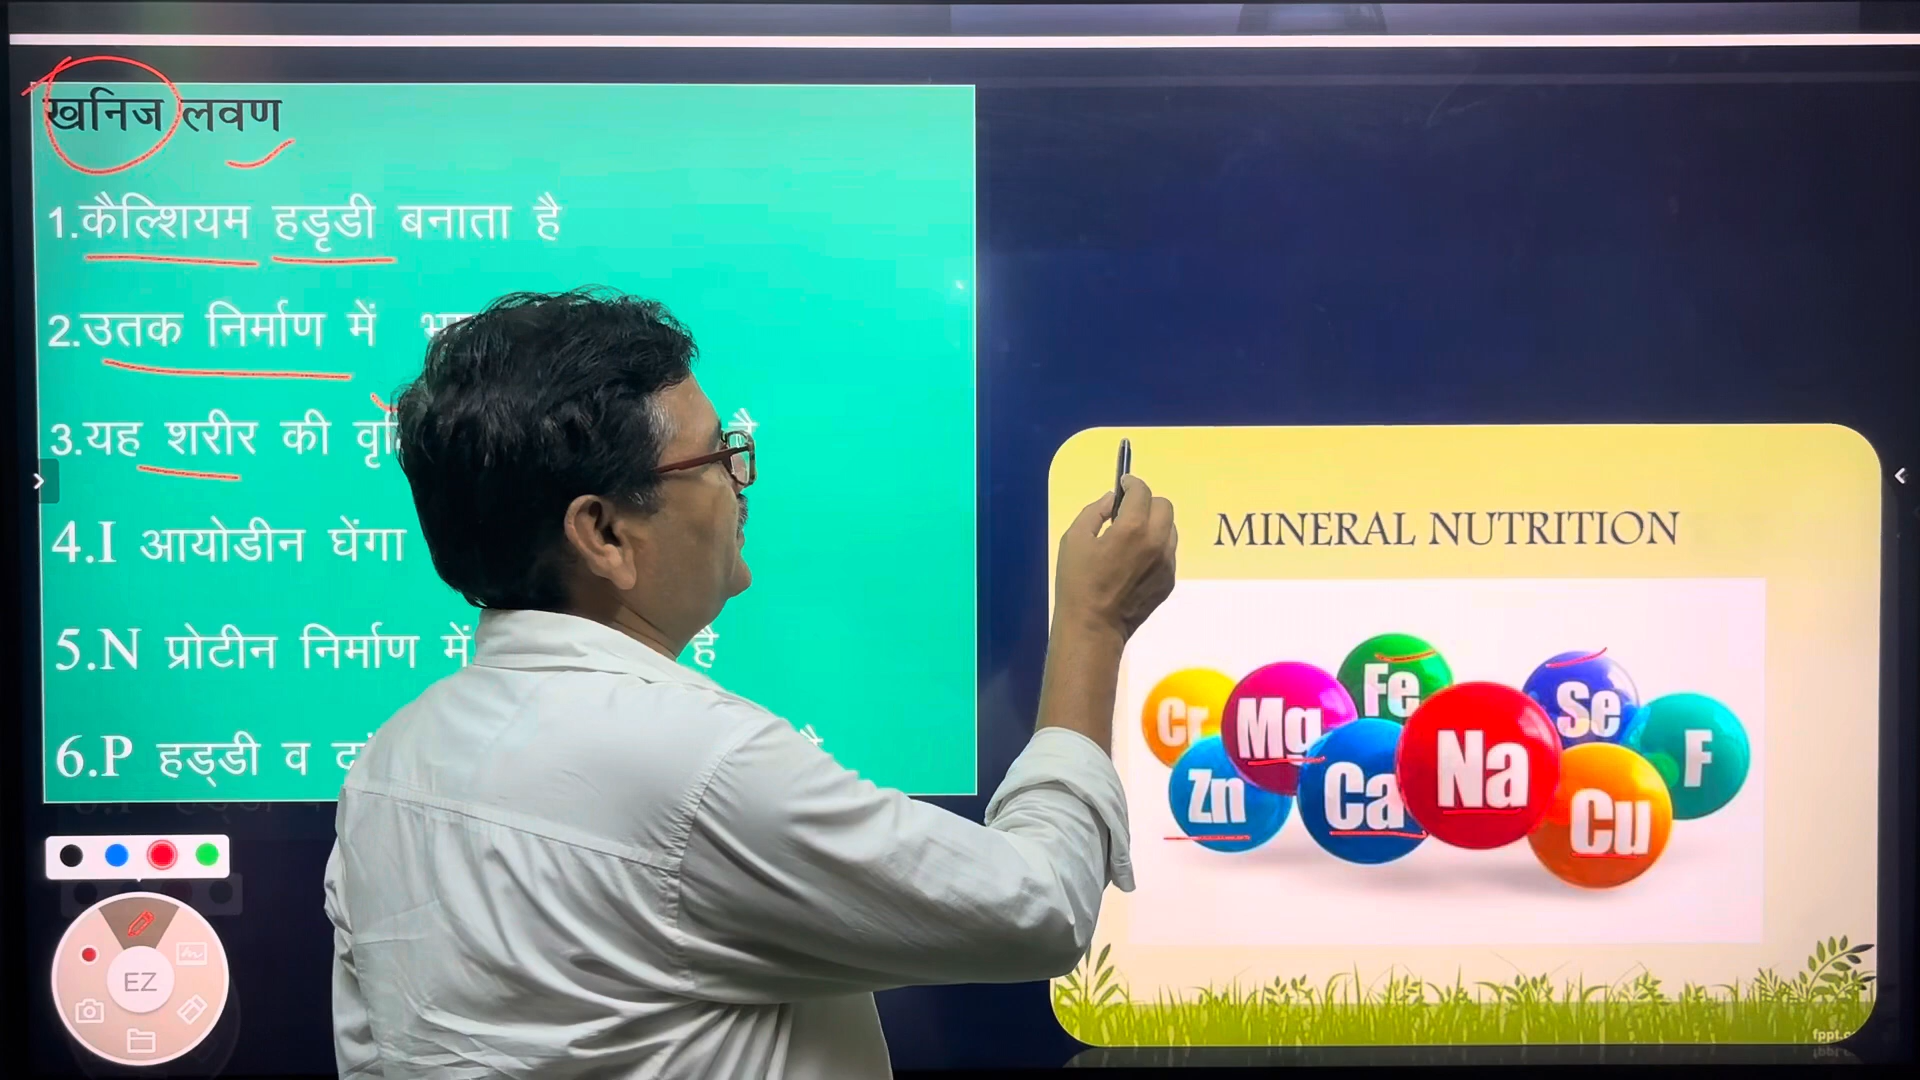 खनिज लवण
1.कैल्शियम हड्डी बनाता है
2.उतक निर्माण में
3.यह शरीर की है
4.I आयोडीन घेंगा
5.N प्रोटीन निर्माण में है
6.P हड्डी व
MINERAL NUTRITION
Cr Mg Fe Se F
Zn Ca Na Cu
EZ